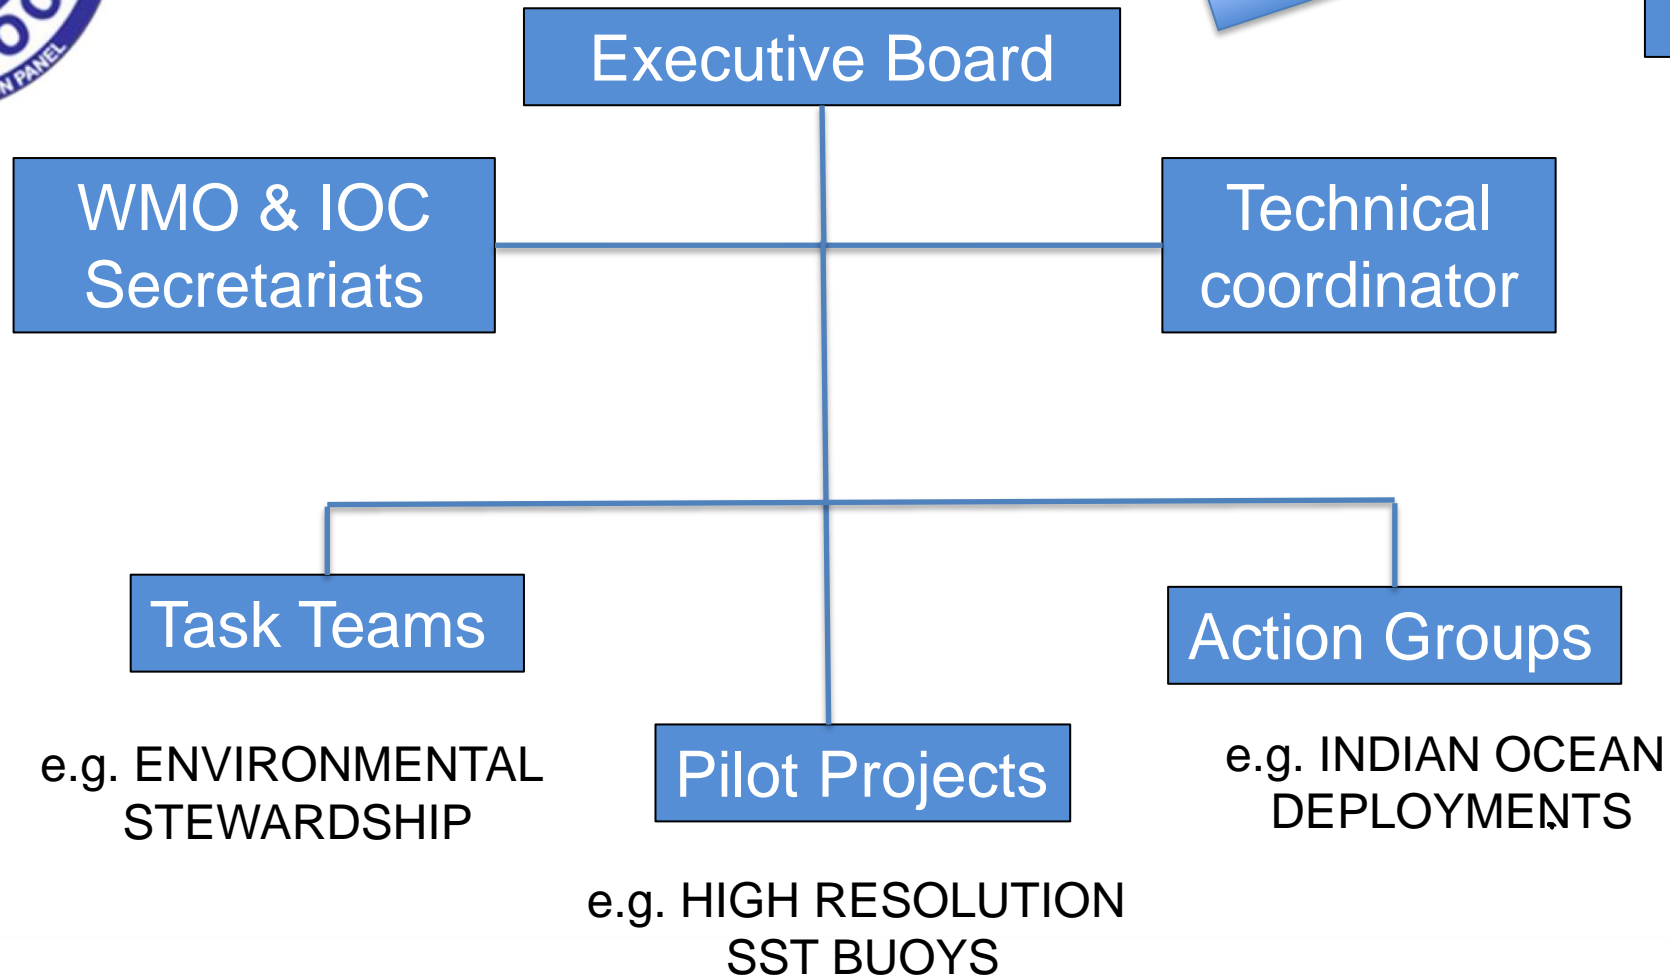 N PANEL
Executive Board
WMO & IOC
Secretariats
Technical
coordinator
Task Teams
Action Groups
Pilot Projects
e.g. ENVIRONMENTAL
STEWARDSHIP
e.g. INDIAN OCEAN
DEPLOYMENTS
e.g. HIGH RESOLUTION
SST BUOYS